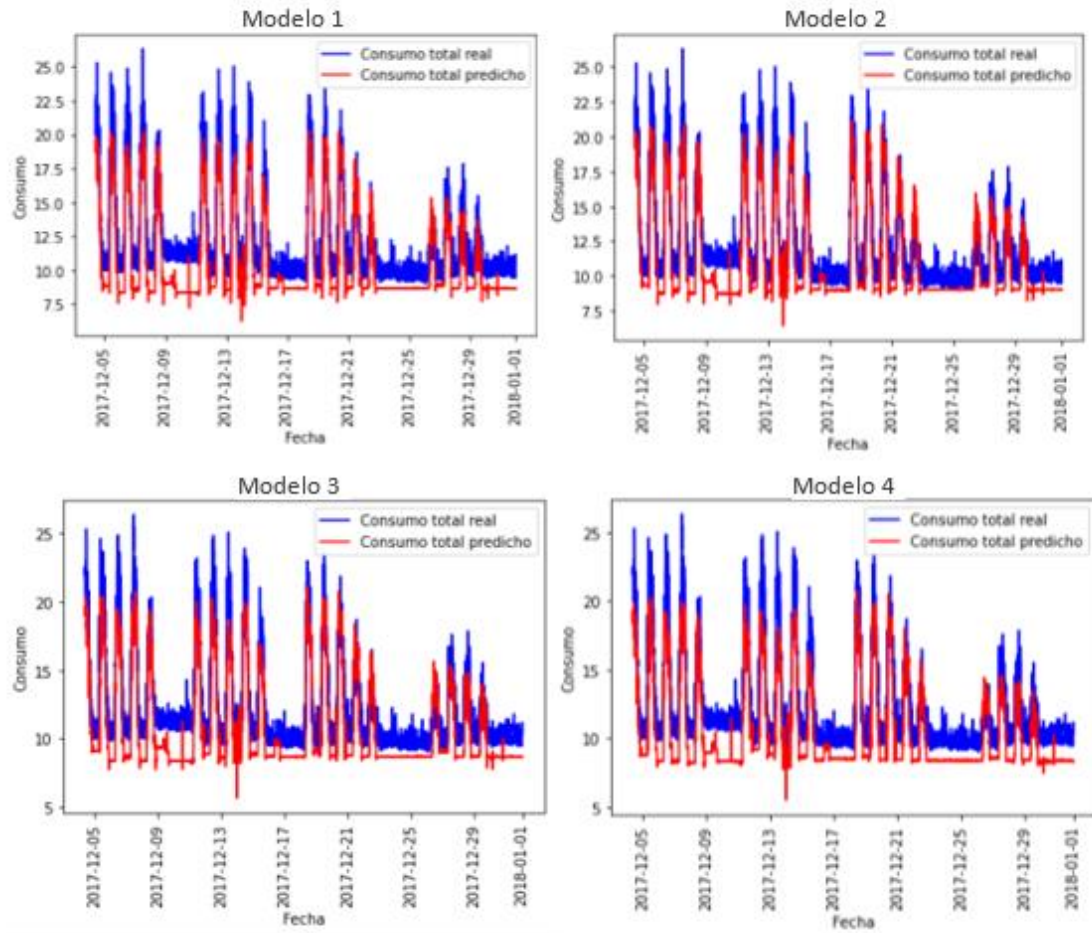 Modelo 1
Consumo total real
Consumo total predicho
25.0
22.5
20.0
17.5
15.0
12.5
10.0
7.5
Consumo
2017-12-05
2017-12-09
2017-12-13
2017-12-17
2017-12-21
2017-12-25
2017-12-29
2018-01-01
Fecha
Modelo 2
Consumo total real
Consumo total predicho
25.0
22.5
20.0
17.5
15.0
12.5
10.0
7.5
Consumo
2017-12-05
2017-12-09
2017-12-13
2017-12-17
2017-12-21
2017-12-25
2017-12-29
2018-01-01
Fecha
Modelo 3
Consumo total real
Consumo total predicho
25
20
15
10
5
Consumo
2017-12-05
2017-12-09
2017-12-13
2017-12-17
2017-12-21
2017-12-25
2017-12-29
2018-01-01
Fecha
Modelo 4
Consumo total real
Consumo total predicho
25
20
15
10
5
Consumo
2017-12-05
2017-12-09
2017-12-13
2017-12-17
2017-12-21
2017-12-25
2017-12-29
2018-01-01
Fecha